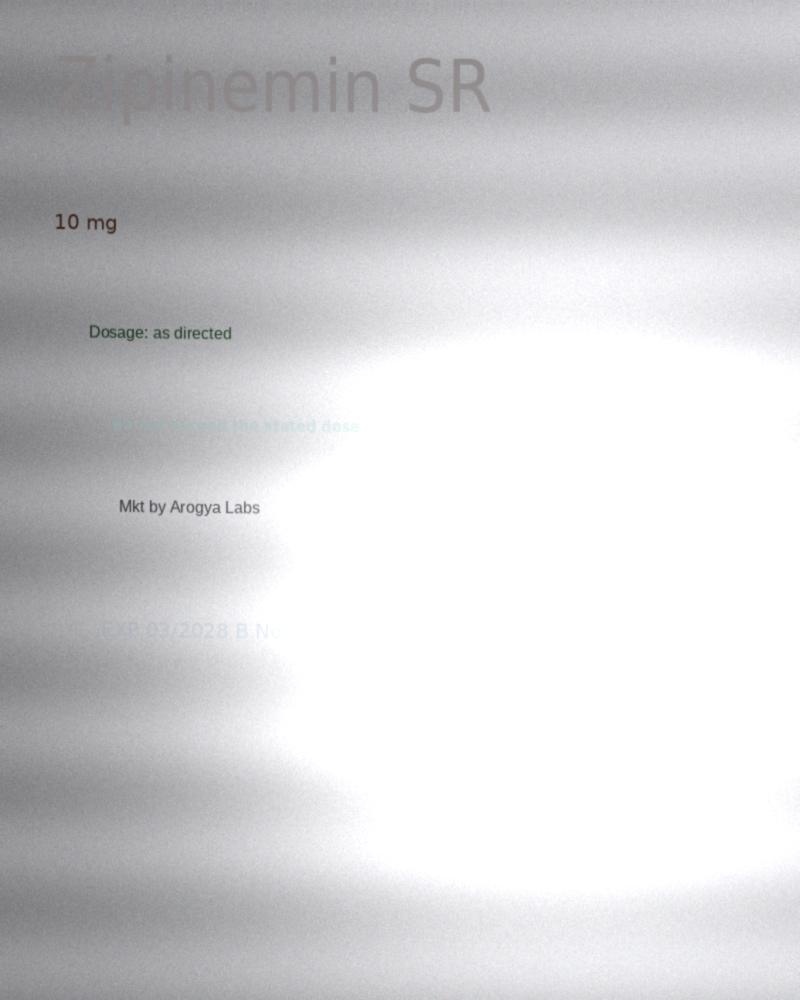 Zipinemin SR
10 mg
Dosage: as directed
Do not exceed the stated dose
Mkt by Arogya Labs
EXP 03/2028 B.No